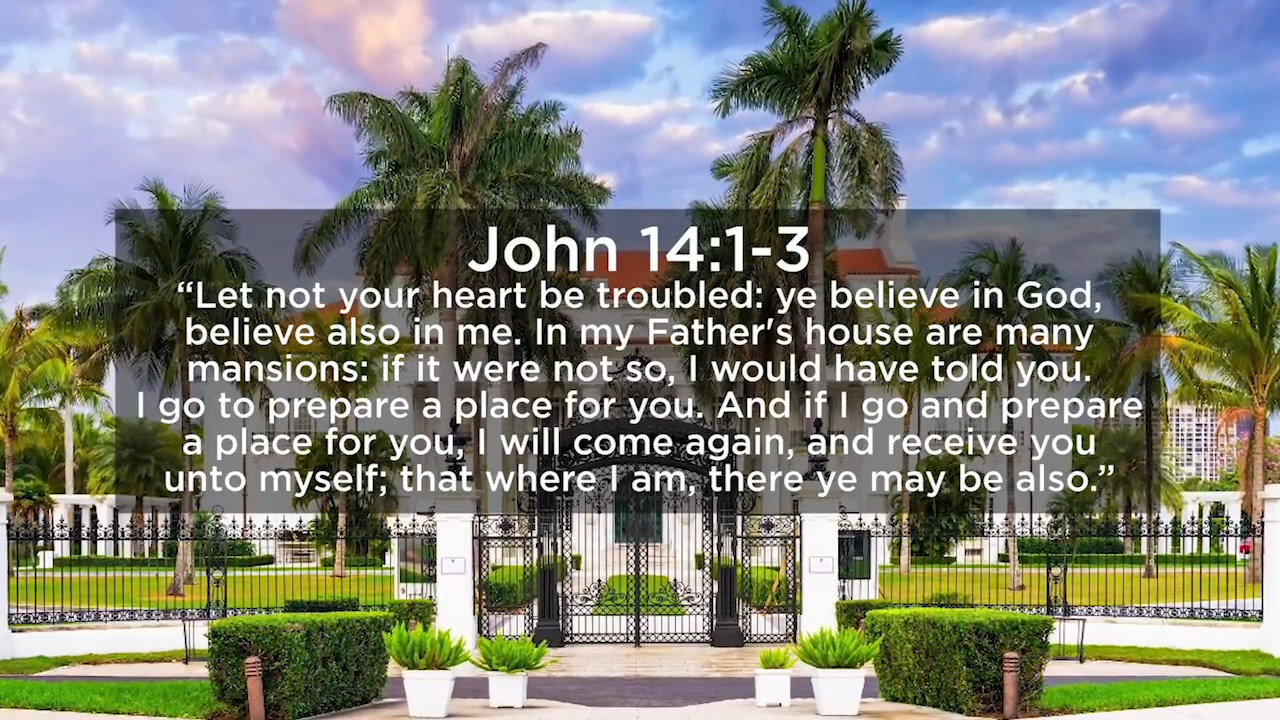 John 14:1-3
“Let not your heart be troubled: ye believe in God,
believe also in me. In my Father's house are many
mansions: if it were not so, I would have told you.
I go to prepare a place for you. And if I go and prepare
a place for you, I will come again, and receive you
unto myself; that where I am, there ye may be also.”